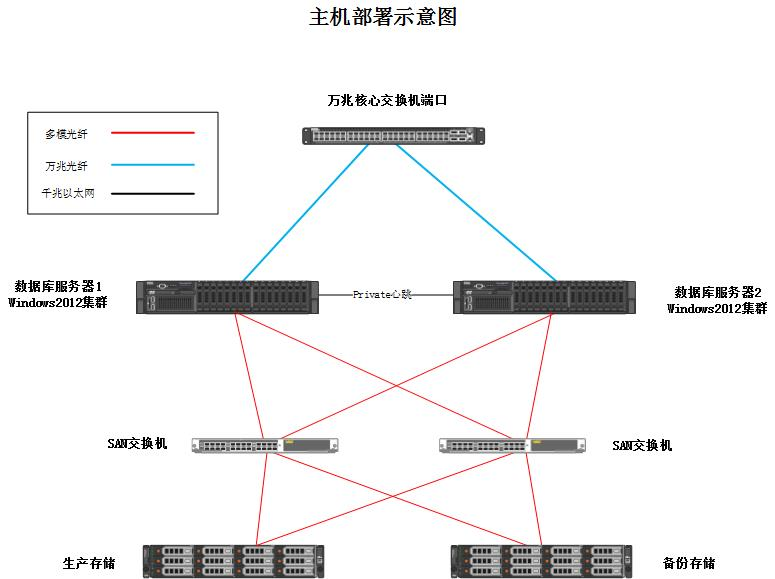 主机部署示意图
万兆核心交换机端口
多模光纤
万兆光纤
千兆以太网
数据库服务器1
Windows2012集群
Private心跳
数据库服务器2
Windows2012集群
SAN交换机
SAN交换机
生产存储
备份存储